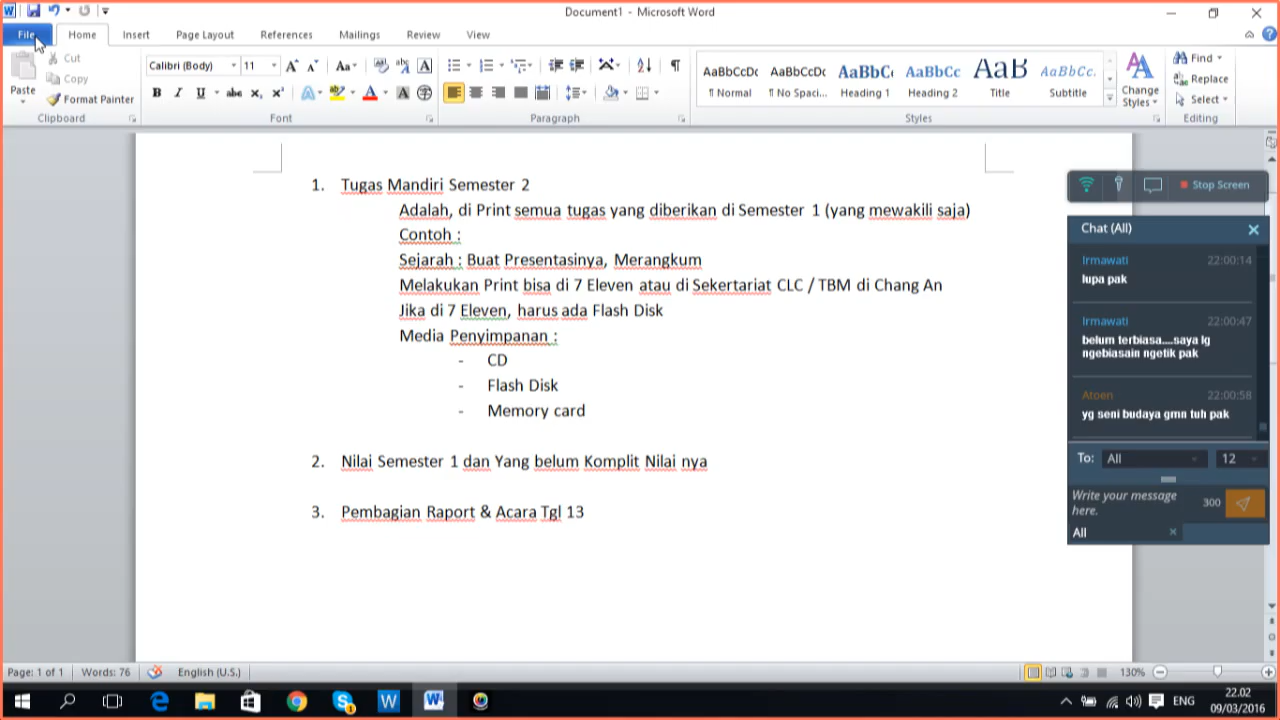 Document1 - Microsoft Word
File Home Insert Page Layout References Mailings Review View
Paste
Cut
Copy
Format Painter
Clipboard
Calibri (Body) 11
Font
Paragraph
AaBbCcDc AaBbCcDc AaBbCc AaBbCc AaB AaBbCc.
¶ Normal ¶ No Spaci... Heading 1 Heading 2 Title Subtitle
Change Styles
Styles
Find
Replace
Select
Editing
1. Tugas Mandiri Semester 2
Adalah, di Print semua tugas yang diberikan di Semester 1 (yang mewakili saja)
Contoh :
Sejarah : Buat Presentasinya, Merangkum
Melakukan Print bisa di 7 Eleven atau di Sekertariat CLC / TBM di Chang An
Jika di 7 Eleven, harus ada Flash Disk
Media Penyimpanan :
- CD
- Flash Disk
- Memory card
2. Nilai Semester 1 dan Yang belum Komplit Nilai nya
3. Pembagian Raport & Acara Tgl 13
Stop Screen
Chat (All)
Irmawati 22:00:14
lupa pak
Irmawati 22:00:47
belum terbiasa....saya lg
ngebiasain ngetik pak
Atoen 22:00:58
yg seni budaya gmn tuh pak
To: All 12
Write your message
here.
300
All
Page: 1 of 1 Words: 76 English (U.S.) 130%
ENG
22.02
09/03/2016